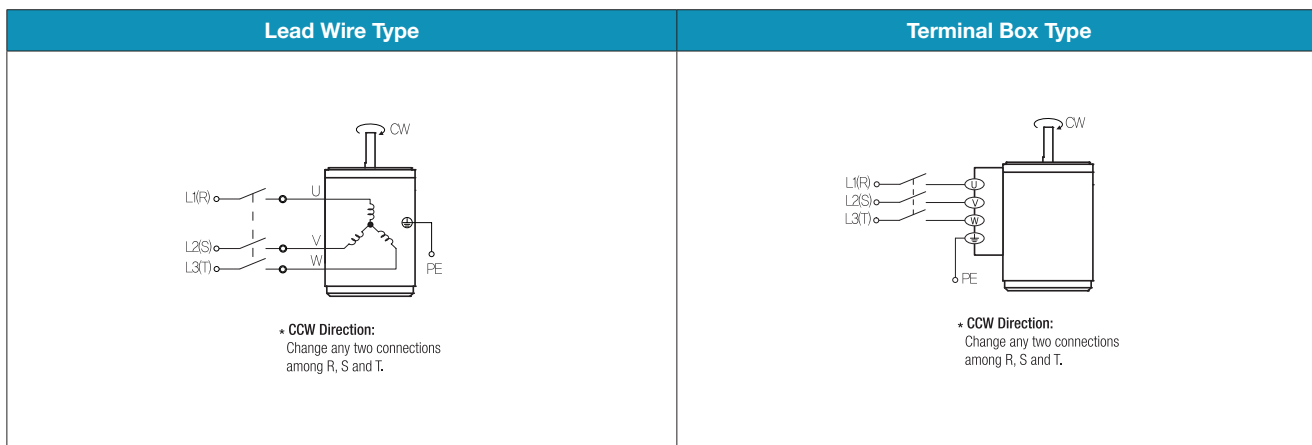 Lead Wire Type
Terminal Box Type
CW
L1(R)
U
L2(S)
V
L3(T)
W
PE
* CCW Direction:
Change any two connections
among R, S and T.
CW
L1(R)
U
L2(S)
V
L3(T)
W
PE
* CCW Direction:
Change any two connections
among R, S and T.